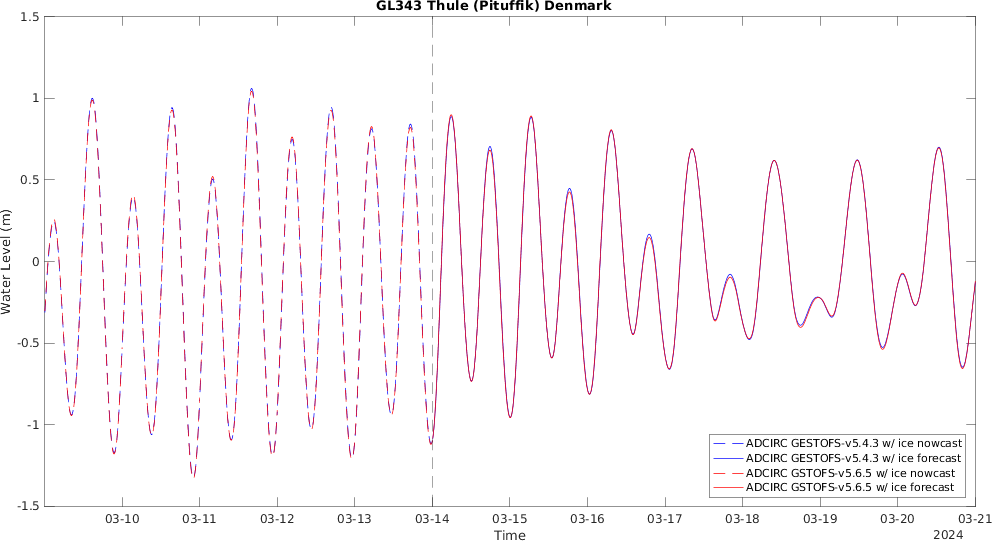 GL343 Thule (Pituffik) Denmark
1.5
1
0.5
0
-0.5
-1
-1.5
Water Level (m)
ADCIRC GESTOFS-v5.4.3 w/ ice nowcast
ADCIRC GESTOFS-v5.4.3 w/ ice forecast
ADCIRC GSTOFS-v5.6.5 w/ ice nowcast
ADCIRC GSTOFS-v5.6.5 w/ ice forecast
03-10 03-11 03-12 03-13 03-14 03-15 03-16 03-17 03-18 03-19 03-20 03-21
Time
2024